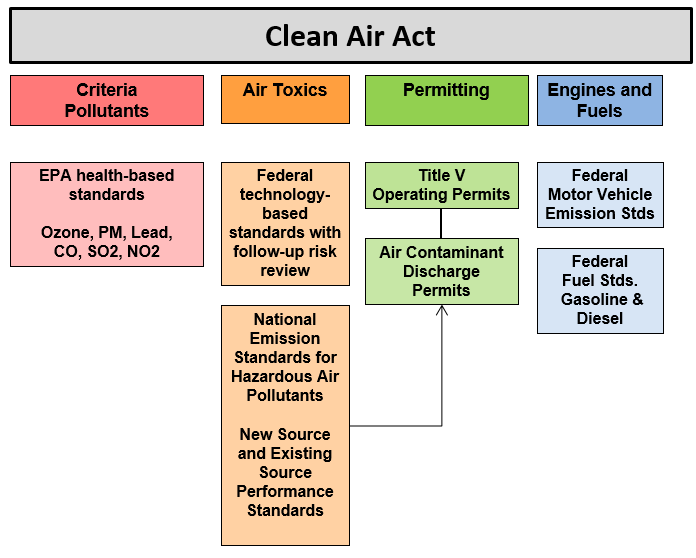 Clean Air Act
Criteria
Pollutants
Air Toxics
Permitting
Engines and
Fuels
EPA health-based
standards
Ozone, PM, Lead,
CO, SO2, NO2
Federal
technology-
based
standards with
follow-up risk
review
National
Emission
Standards for
Hazardous Air
Pollutants
New Source
and Existing
Source
Performance
Standards
Title V
Operating Permits
Air Contaminant
Discharge
Permits
Federal
Motor Vehicle
Emission Stds
Federal
Fuel Stds.
Gasoline &
Diesel